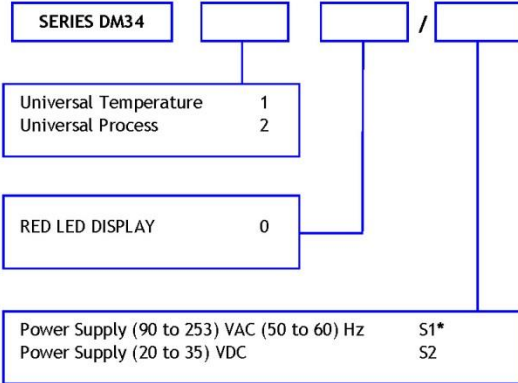 SERIES DM34
/
Universal Temperature 1
Universal Process 2
RED LED DISPLAY 0
Power Supply (90 to 253) VAC (50 to 60) Hz S1*
Power Supply (20 to 35) VDC S2